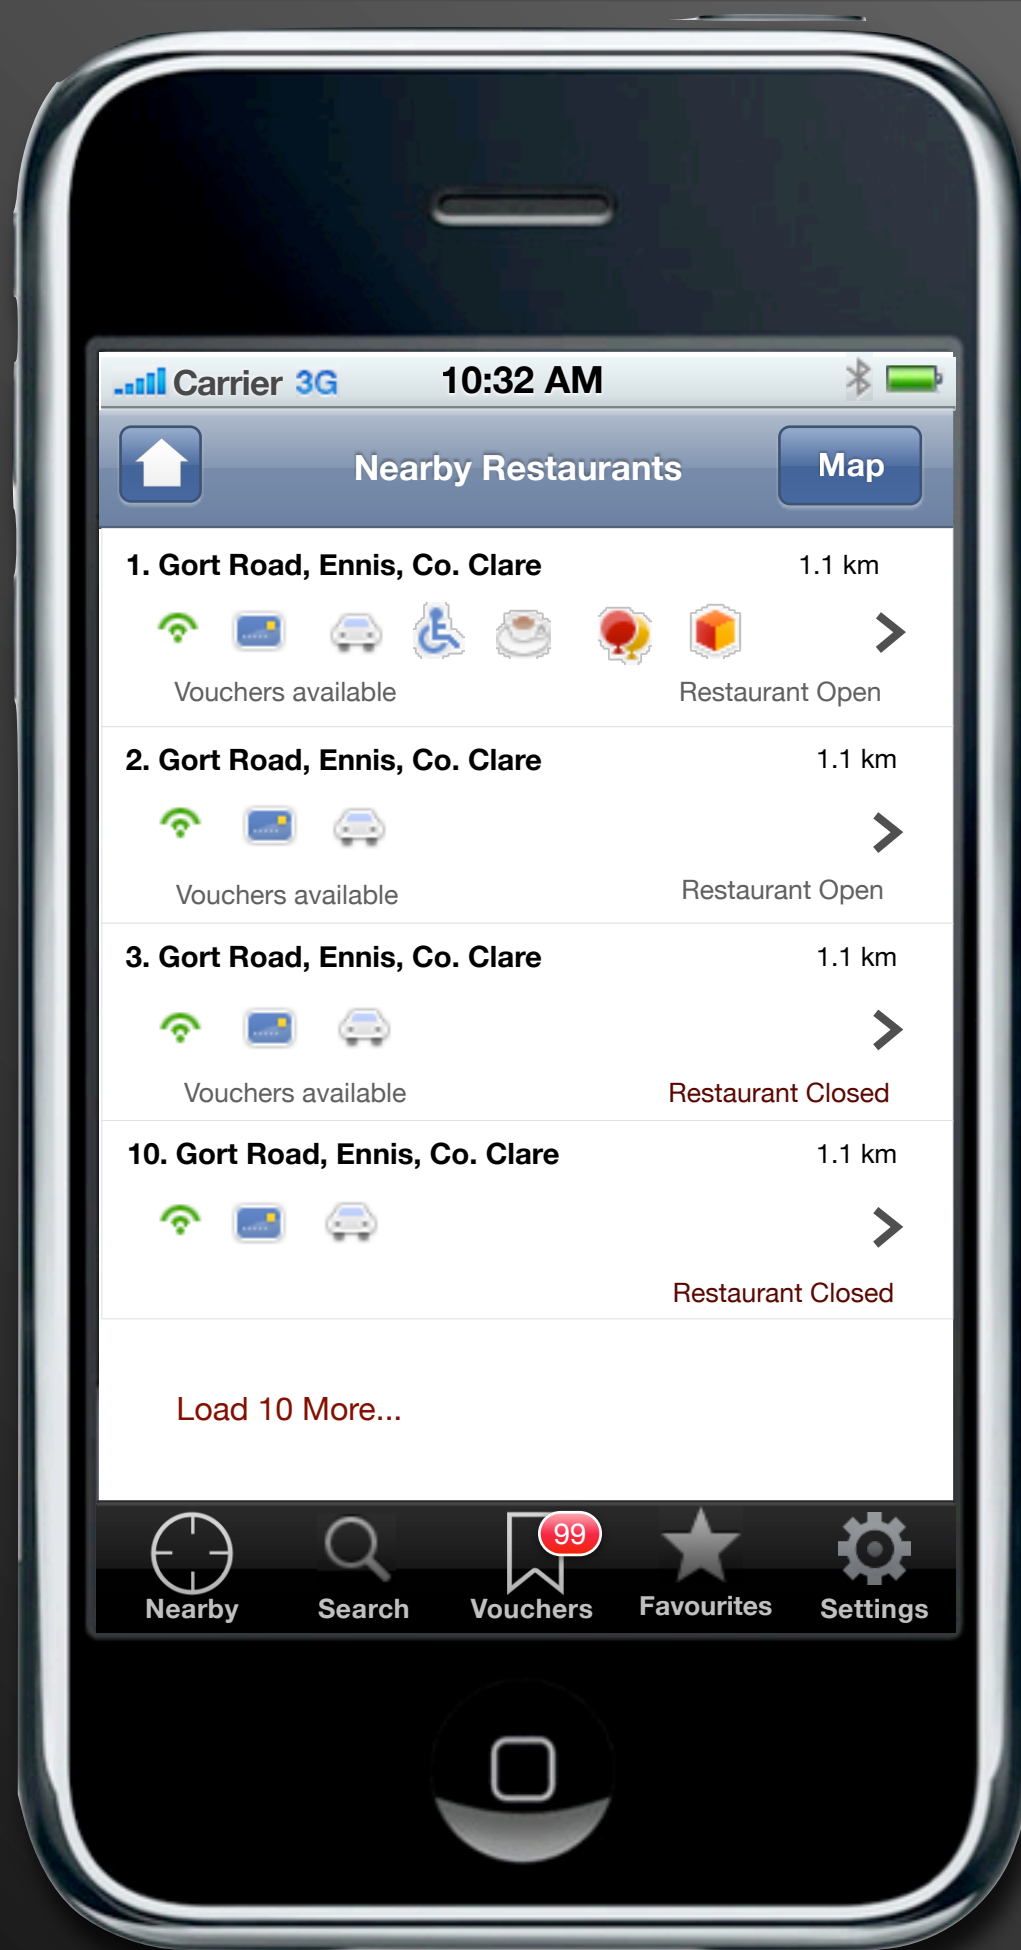 Carrier 3G 10:32 AM
Nearby Restaurants Map
1. Gort Road, Ennis, Co. Clare 1.1 km
Vouchers available Restaurant Open
2. Gort Road, Ennis, Co. Clare 1.1 km
Vouchers available Restaurant Open
3. Gort Road, Ennis, Co. Clare 1.1 km
Vouchers available Restaurant Closed
10. Gort Road, Ennis, Co. Clare 1.1 km
Restaurant Closed
Load 10 More...
99
Nearby Search Vouchers Favourites Settings